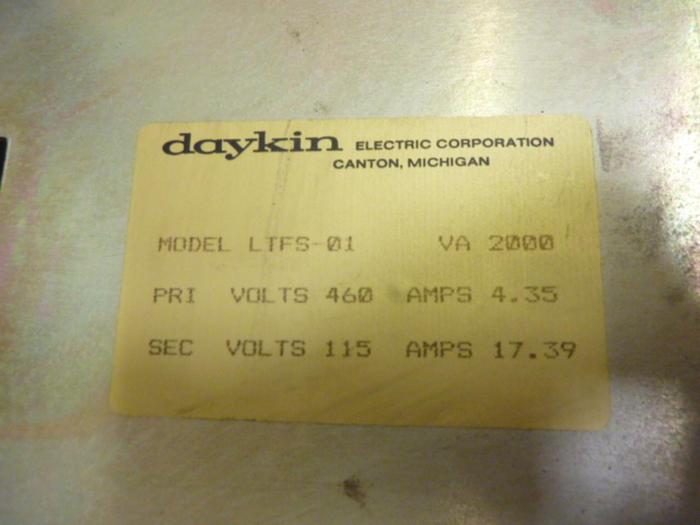 daykin ELECTRIC CORPORATION
CANTON, MICHIGAN
MODEL LTFS-01 VA 2000
PRI VOLTS 460 AMPS 4.35
SEC VOLTS 115 AMPS 17.39